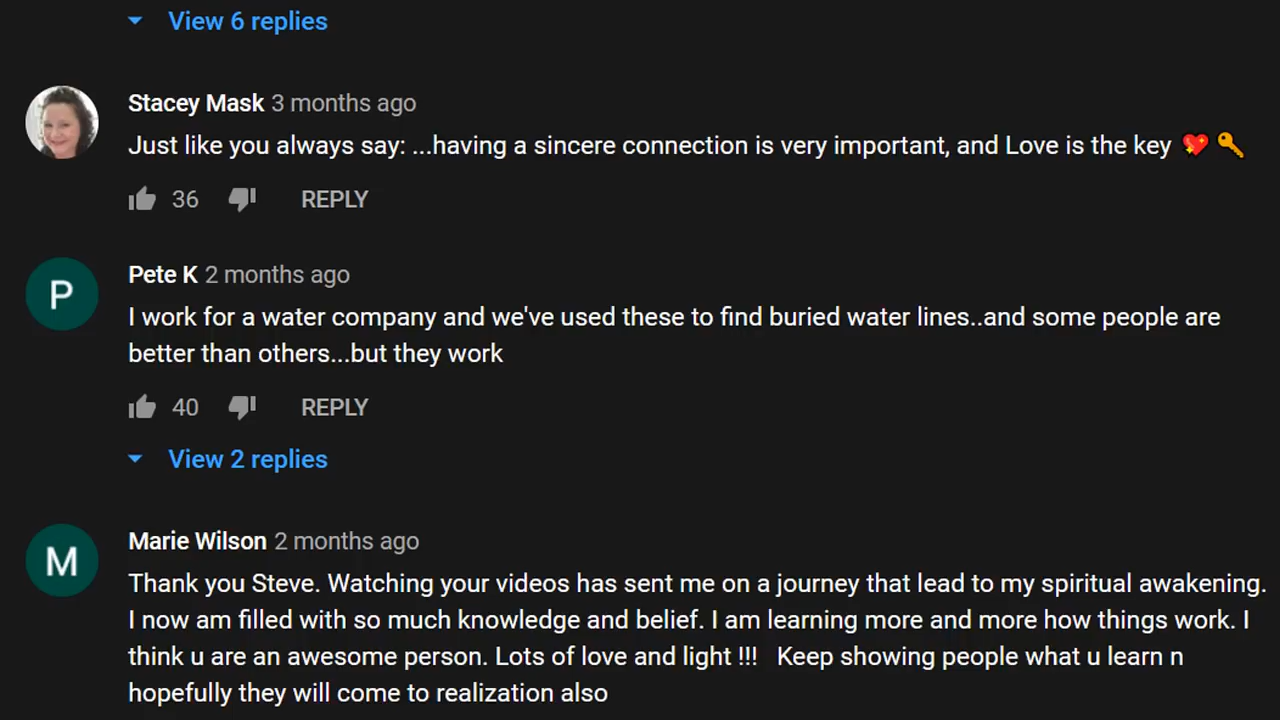 View 6 replies
Stacey Mask 3 months ago
Just like you always say: ...having a sincere connection is very important, and Love is the key 💖🔑
36 REPLY
P
Pete K 2 months ago
I work for a water company and we've used these to find buried water lines..and some people are
better than others...but they work
40 REPLY
View 2 replies
M
Marie Wilson 2 months ago
Thank you Steve. Watching your videos has sent me on a journey that lead to my spiritual awakening.
I now am filled with so much knowledge and belief. I am learning more and more how things work. I
think u are an awesome person. Lots of love and light !!!   Keep showing people what u learn n
hopefully they will come to realization also